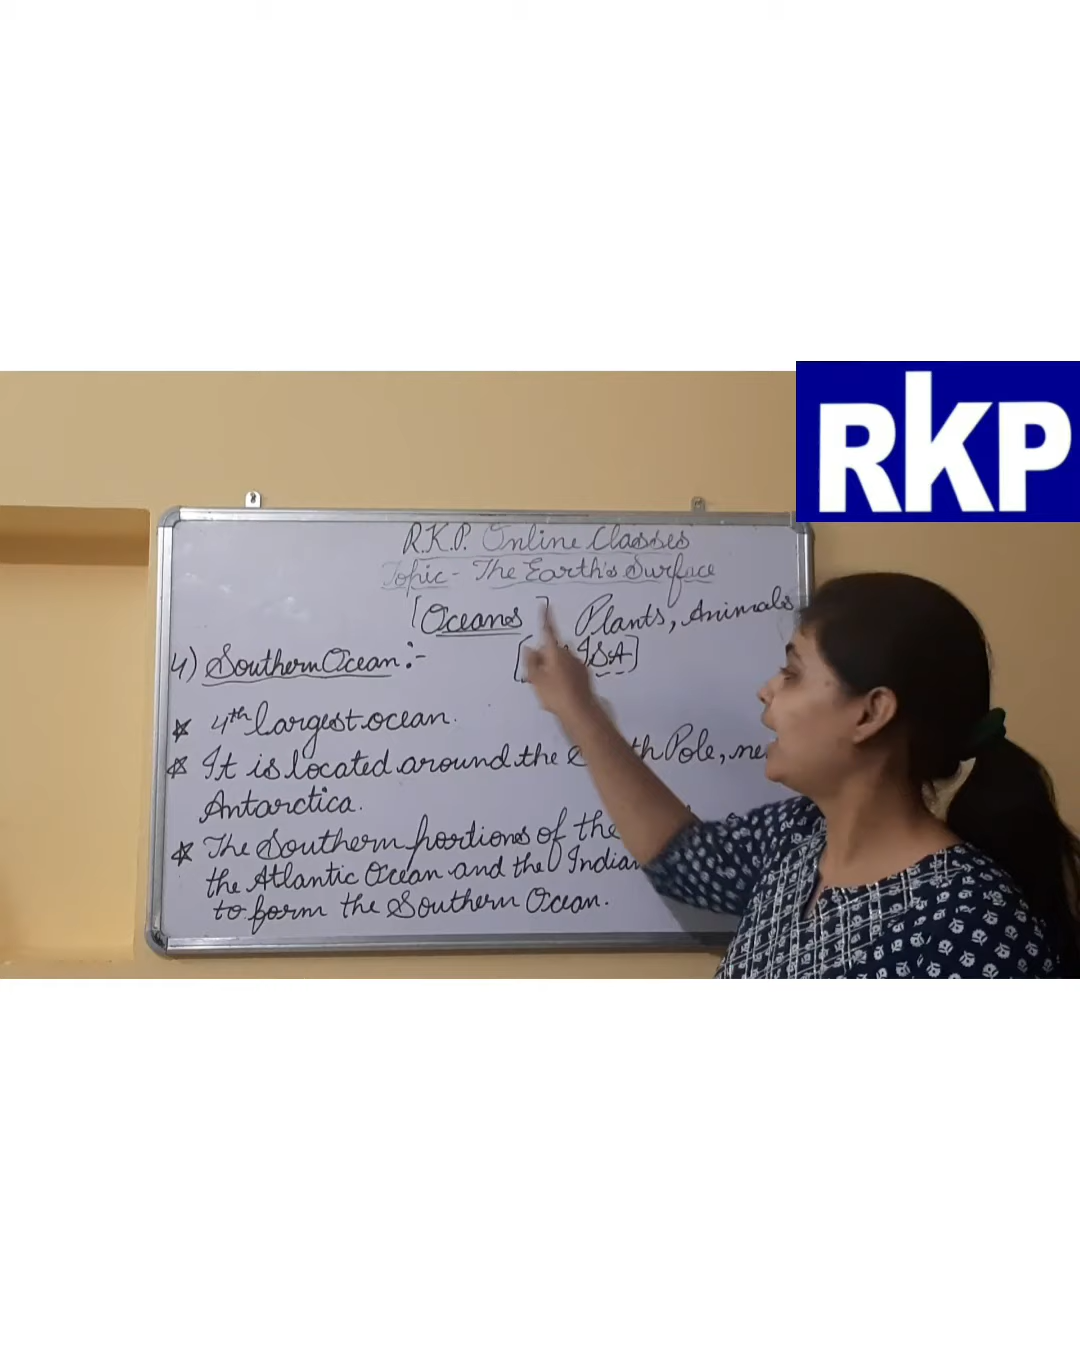 RKP
R.K.P. Online Classes
Topic - The Earth's Surface
[Oceans] Plants, Animals
4) Southern Ocean :-
ISA]
☆ 4th largest ocean.
☆ It is located around the Pole,
Antarctica.
☆ The Southern portions of the
the Atlantic Ocean and the Indian
to form the Southern Ocean.